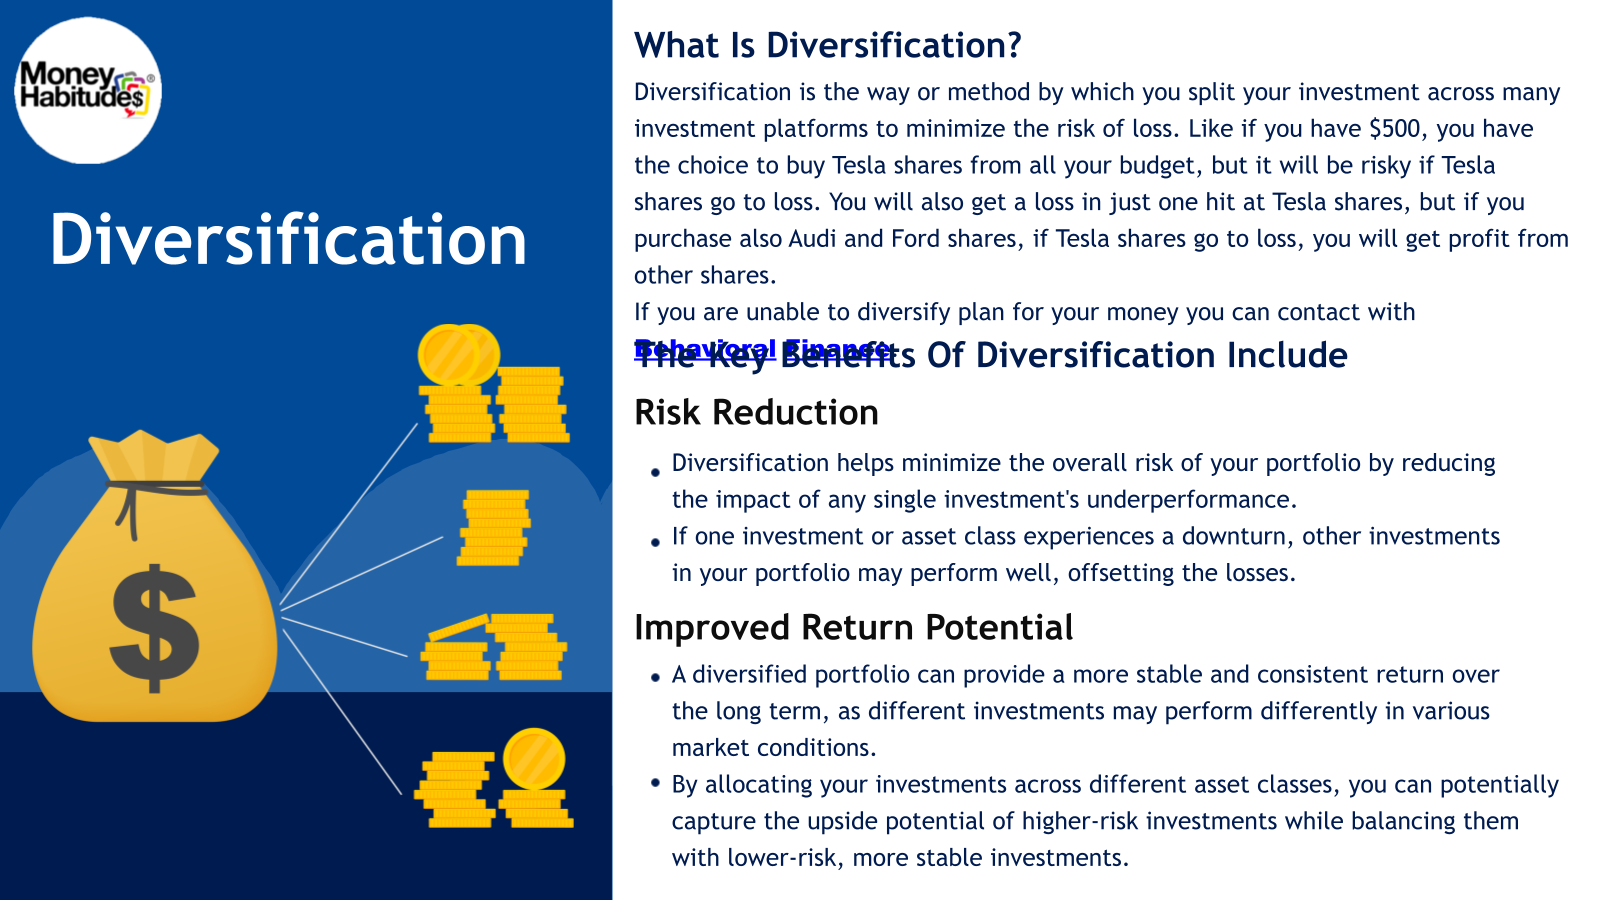 Money
Habitudes®
Diversification
$
What Is Diversification?
Diversification is the way or method by which you split your investment across many
investment platforms to minimize the risk of loss. Like if you have $500, you have
the choice to buy Tesla shares from all your budget, but it will be risky if Tesla
shares go to loss. You will also get a loss in just one hit at Tesla shares, but if you
purchase also Audi and Ford shares, if Tesla shares go to loss, you will get profit from
other shares.
If you are unable to diversify plan for your money you can contact with
Behavioral Finance.
The Key Benefits Of Diversification Include
Risk Reduction
• Diversification helps minimize the overall risk of your portfolio by reducing
the impact of any single investment's underperformance.
• If one investment or asset class experiences a downturn, other investments
in your portfolio may perform well, offsetting the losses.
Improved Return Potential
• A diversified portfolio can provide a more stable and consistent return over
the long term, as different investments may perform differently in various
market conditions.
• By allocating your investments across different asset classes, you can potentially
capture the upside potential of higher-risk investments while balancing them
with lower-risk, more stable investments.